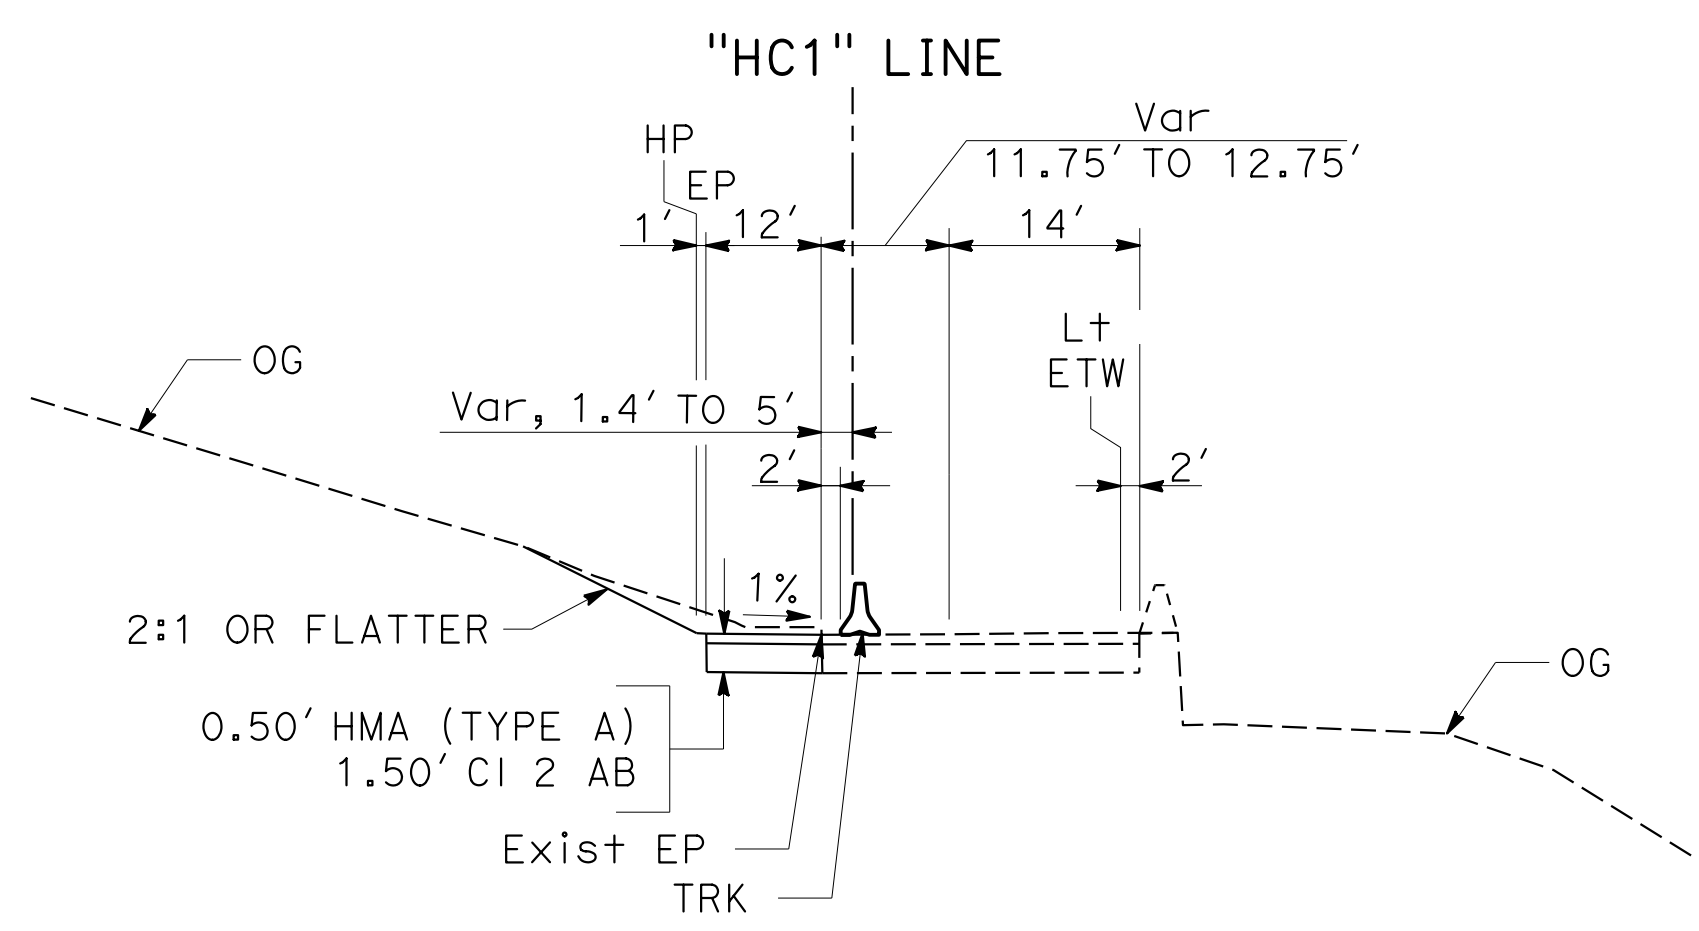 "HC1" LINE
Var
11.75' TO 12.75'
HP
EP
1'
12'
14'
Lt
ETW
OG
Var, 1.4' TO 5'
2'
2'
1%
2:1 OR FLATTER
OG
0.50' HMA (TYPE A)
1.50' Cl 2 AB
Exist EP
TRK